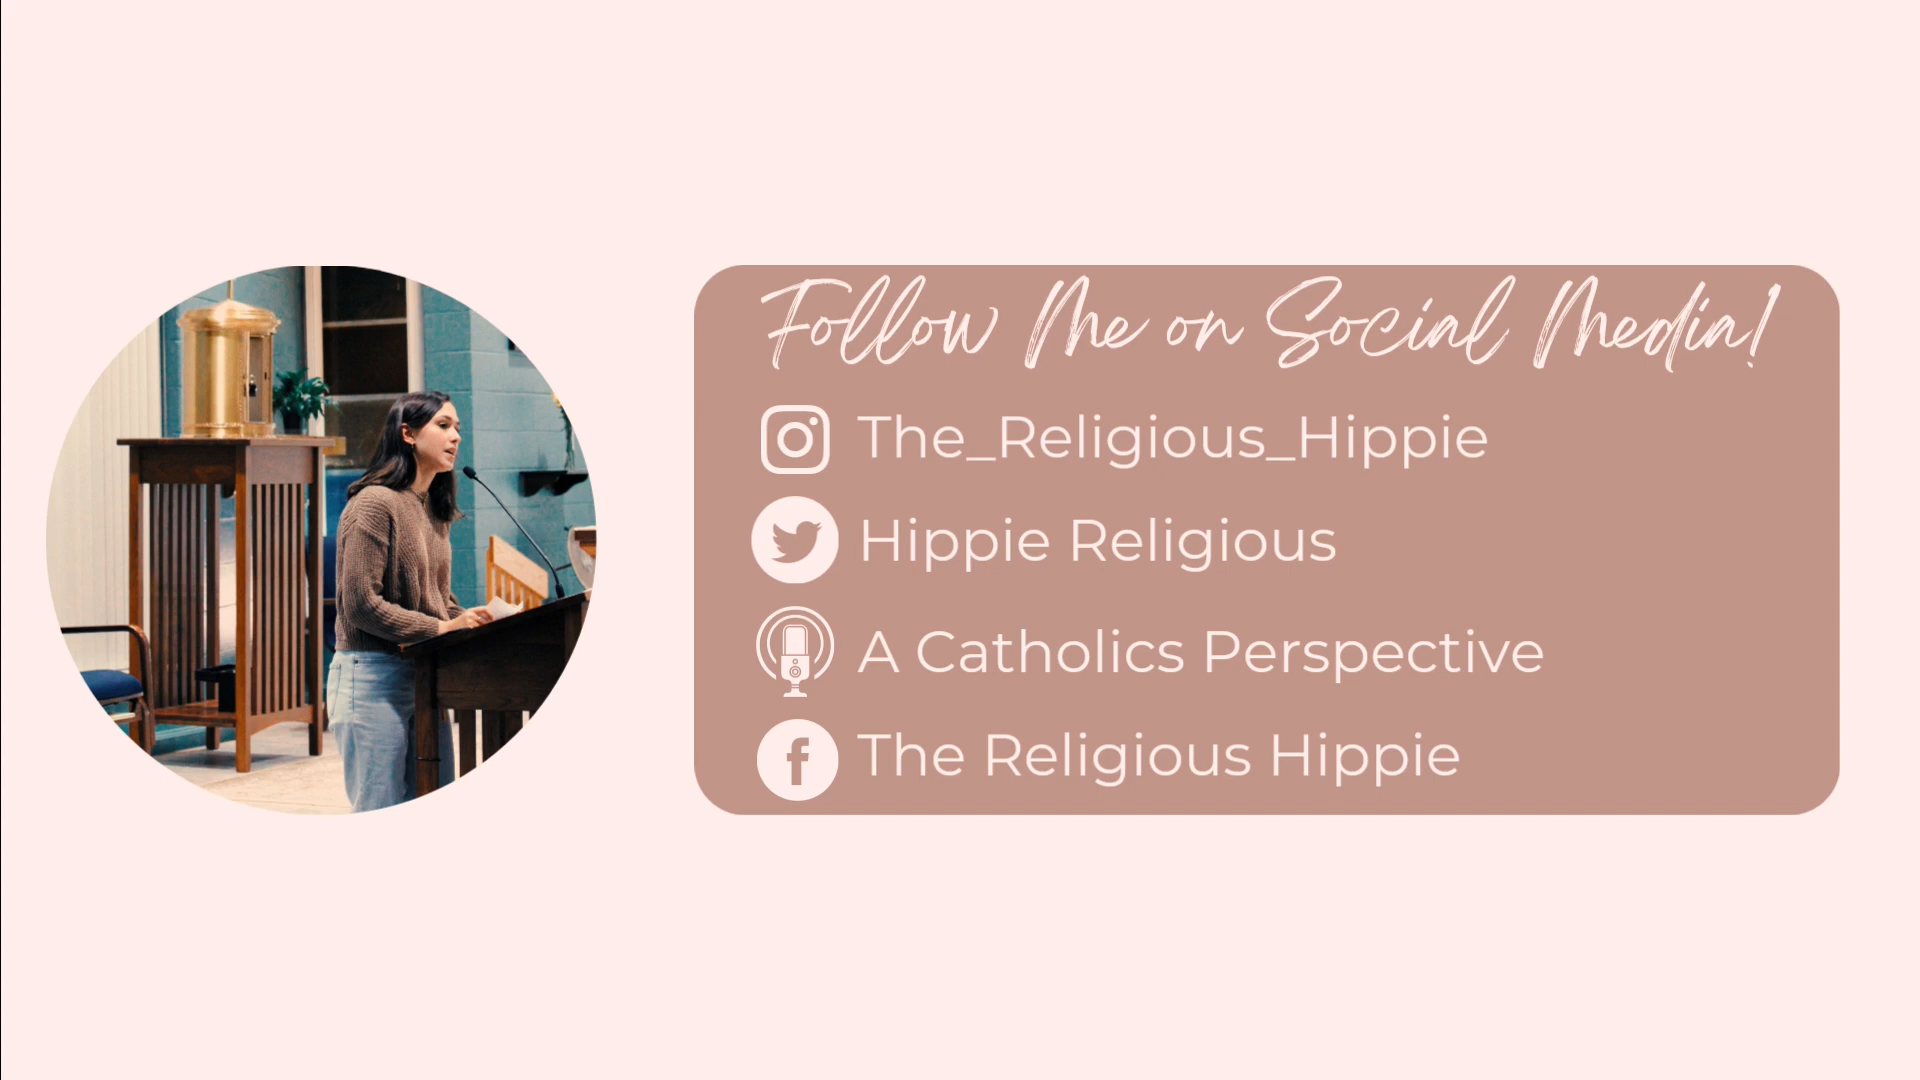 Follow Me on Social Media!
The_Religious_Hippie
Hippie Religious
A Catholics Perspective
The Religious Hippie